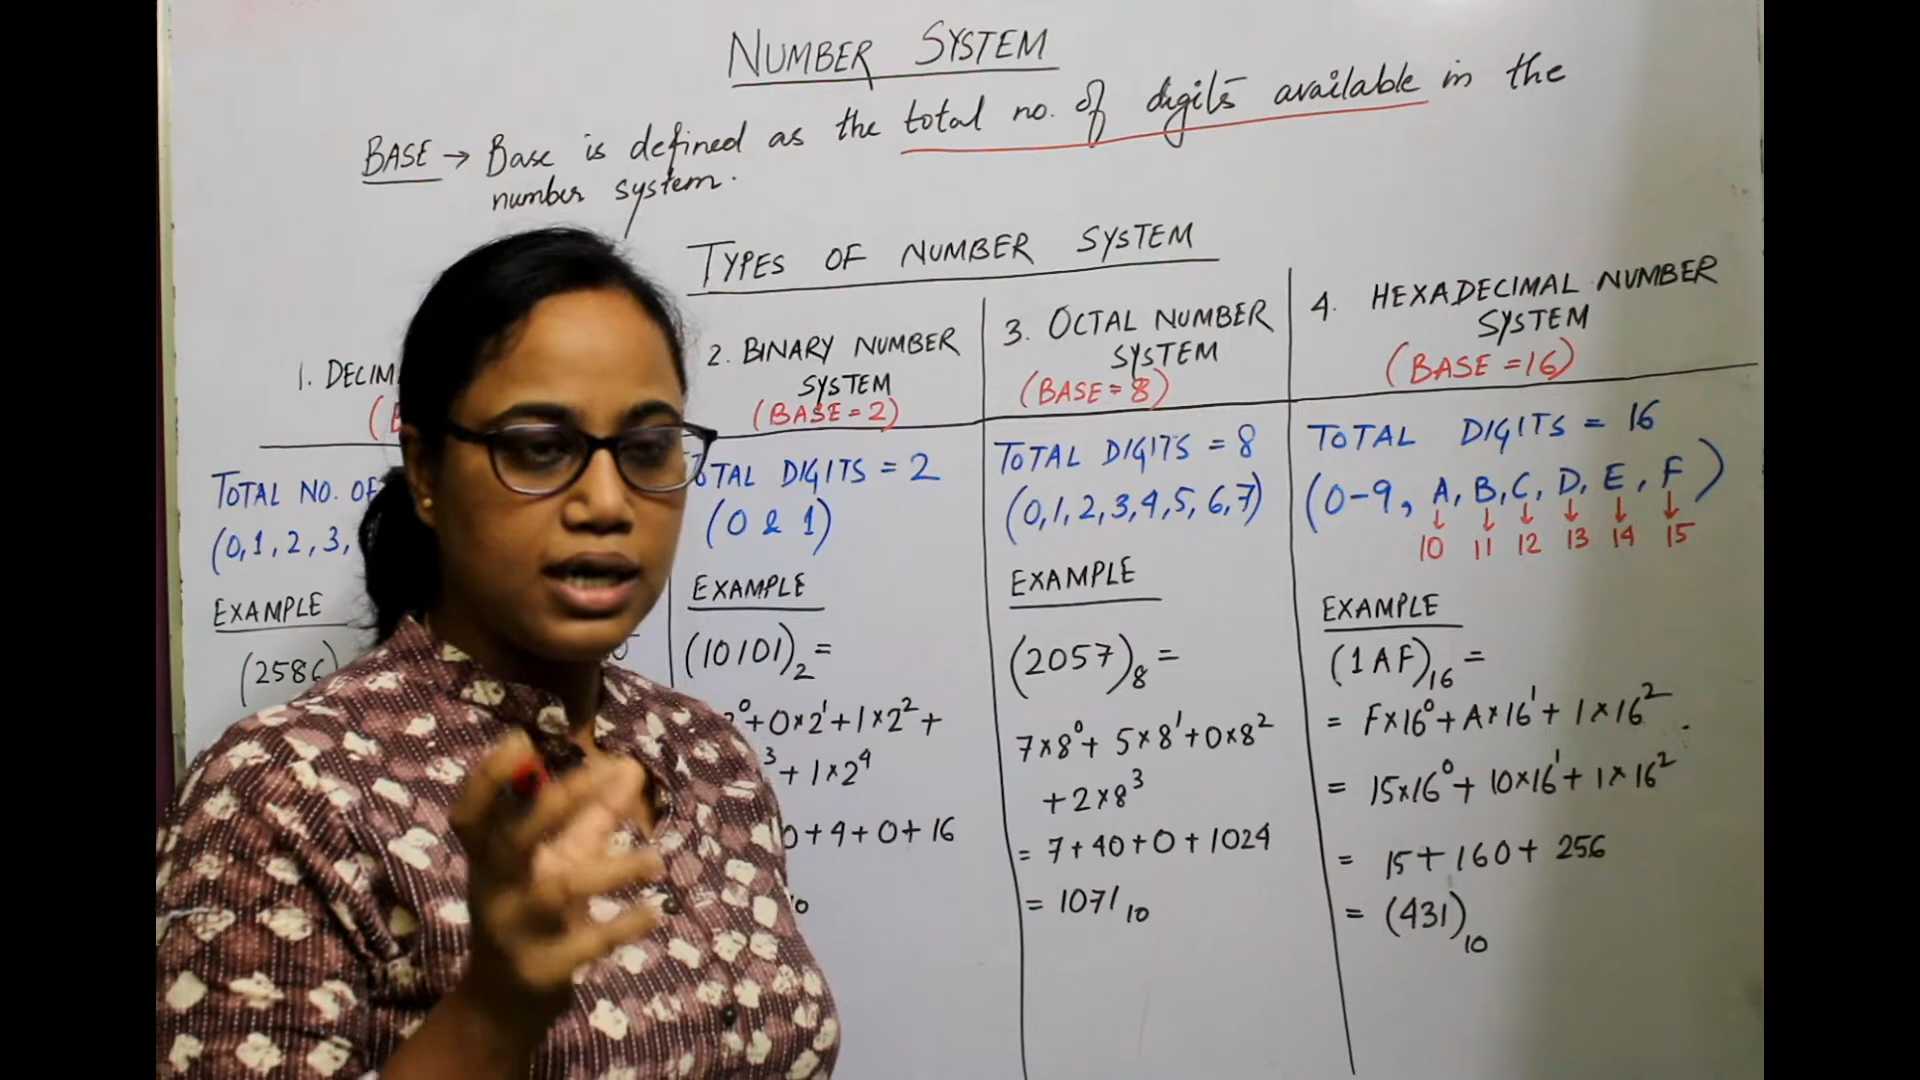 NUMBER SYSTEM
BASE → Base is defined as the total no. of digits available in the
number system.
TYPES OF NUMBER SYSTEM
1. DECIM
(B
TOTAL NO. OF
(0, 1, 2, 3,
EXAMPLE
(2586)
2. BINARY NUMBER
SYSTEM
(BASE = 2)
TOTAL DIGITS = 2
(0 & 1)
EXAMPLE
(10101)₂ =
2⁰ + 0×2¹ + 1×2² +
³ + 1×2⁴
0 + 4 + 0 + 16
10
3. OCTAL NUMBER
SYSTEM
(BASE = 8)
TOTAL DIGITS = 8
(0, 1, 2, 3, 4, 5, 6, 7)
EXAMPLE
(2057)₈ =
7×8⁰ + 5×8¹ + 0×8²
+ 2×8³
= 7 + 40 + 0 + 1024
= 1071₁₀
4. HEXADECIMAL NUMBER
SYSTEM
(BASE = 16)
TOTAL DIGITS = 16
(0-9, A, B, C, D, E, F)
↓ ↓ ↓ ↓ ↓ ↓
10 11 12 13 14 15
EXAMPLE
(1AF)₁₆ =
= F×16⁰ + A×16¹ + 1×16²
= 15×16⁰ + 10×16¹ + 1×16²
= 15 + 160 + 256
= (431)₁₀